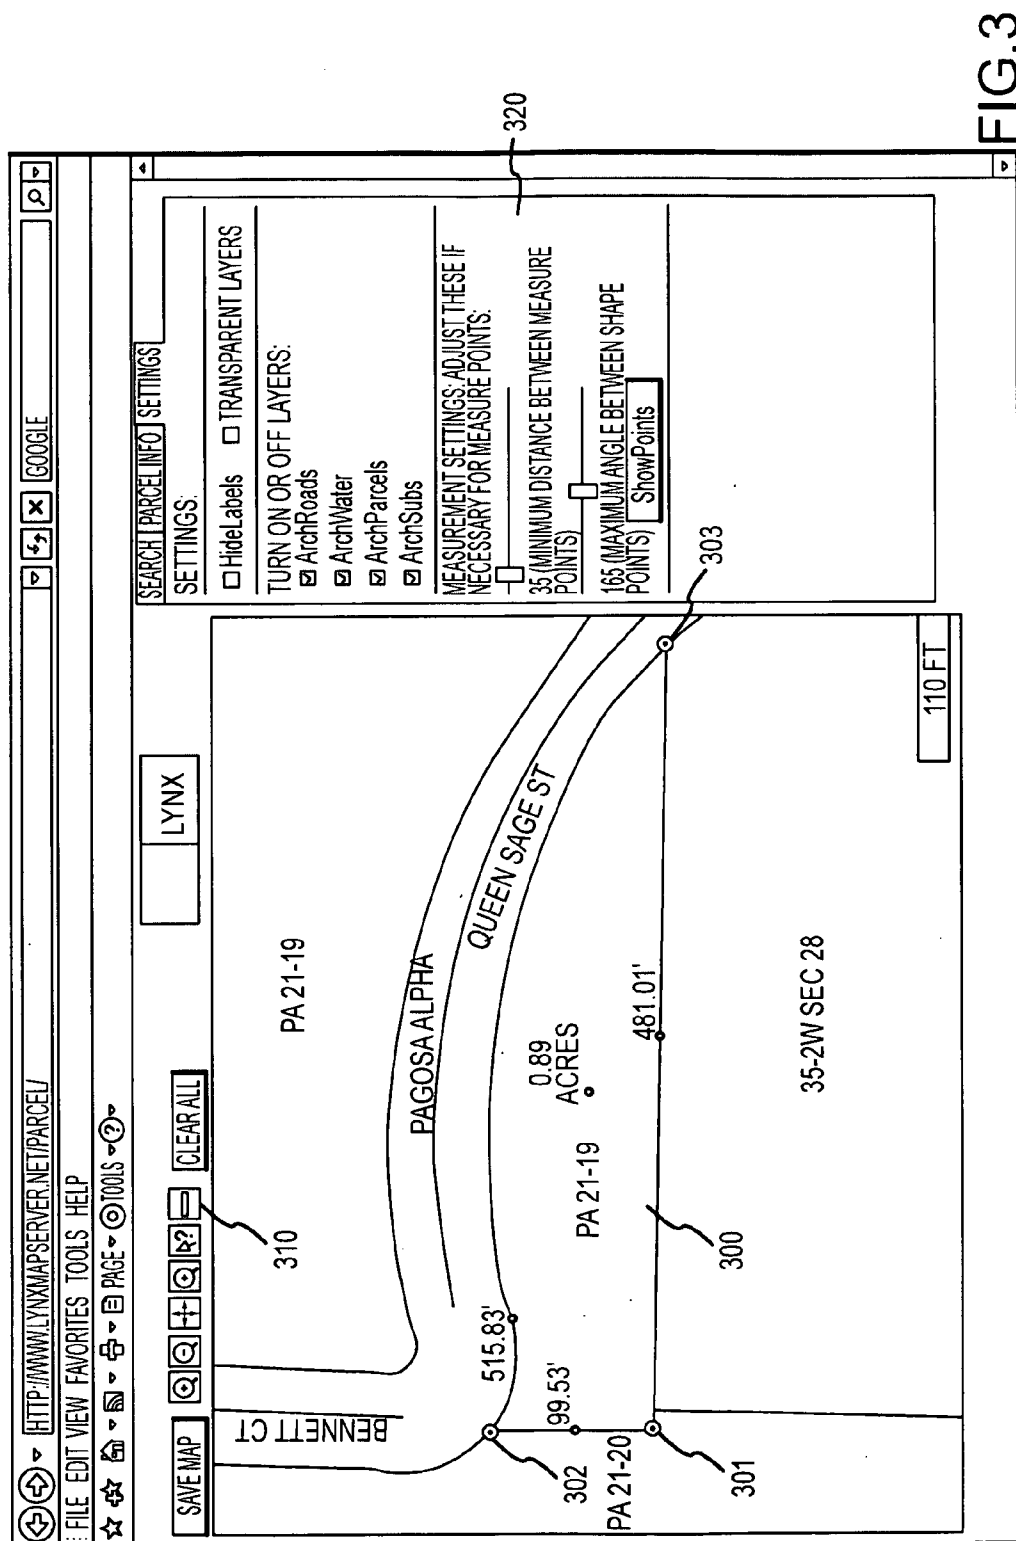 HTTP://WWW.LYNXMAPSERVER.NET/PARCEL/
GOOGLE
FILE EDIT VIEW FAVORITES TOOLS HELP
PAGE TOOLS
LYNX
SAVE MAP
CLEAR ALL
310
BENNETT CT
PA 21-19
PAGOSA ALPHA
QUEEN SAGE ST
515.83'
302
99.53'
PA 21-20
301
0.89
ACRES
PA 21-19
481.01'
300
303
35-2W SEC 28
110 FT
SEARCH PARCEL INFO SETTINGS
SETTINGS:
HideLabels TRANSPARENT LAYERS
TURN ON OR OFF LAYERS:
ArchRoads
ArchWater
ArchParcels
ArchSubs
MEASUREMENT SETTINGS: ADJUST THESE IF
NECESSARY FOR MEASURE POINTS:
35 (MINIMUM DISTANCE BETWEEN MEASURE
POINTS)
165 (MAXIMUM ANGLE BETWEEN SHAPE
POINTS) ShowPoints
320
FIG.3